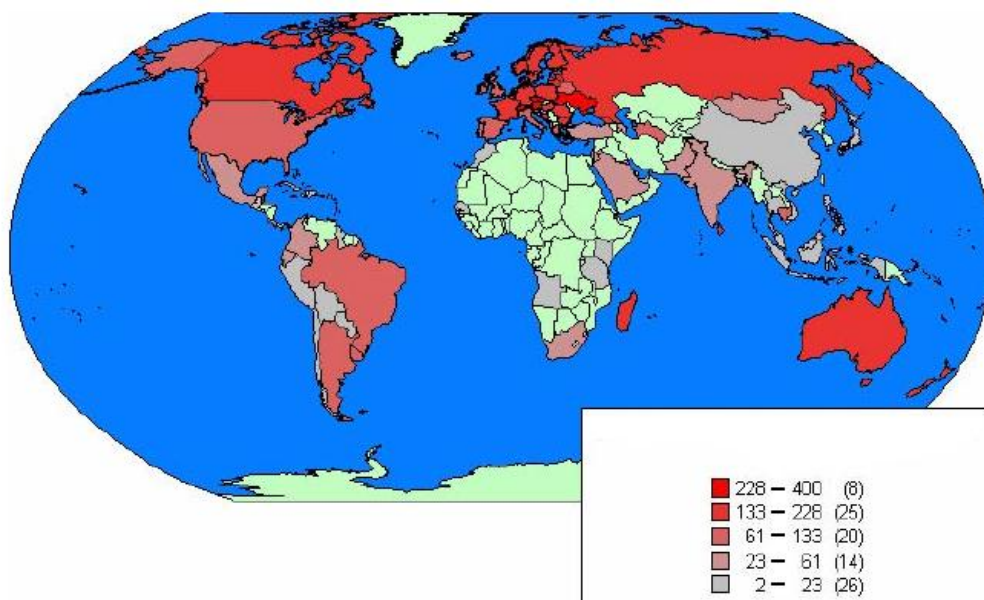 228 – 400 (8)
133 – 228 (25)
61 – 133 (20)
23 – 61 (14)
2 – 23 (26)